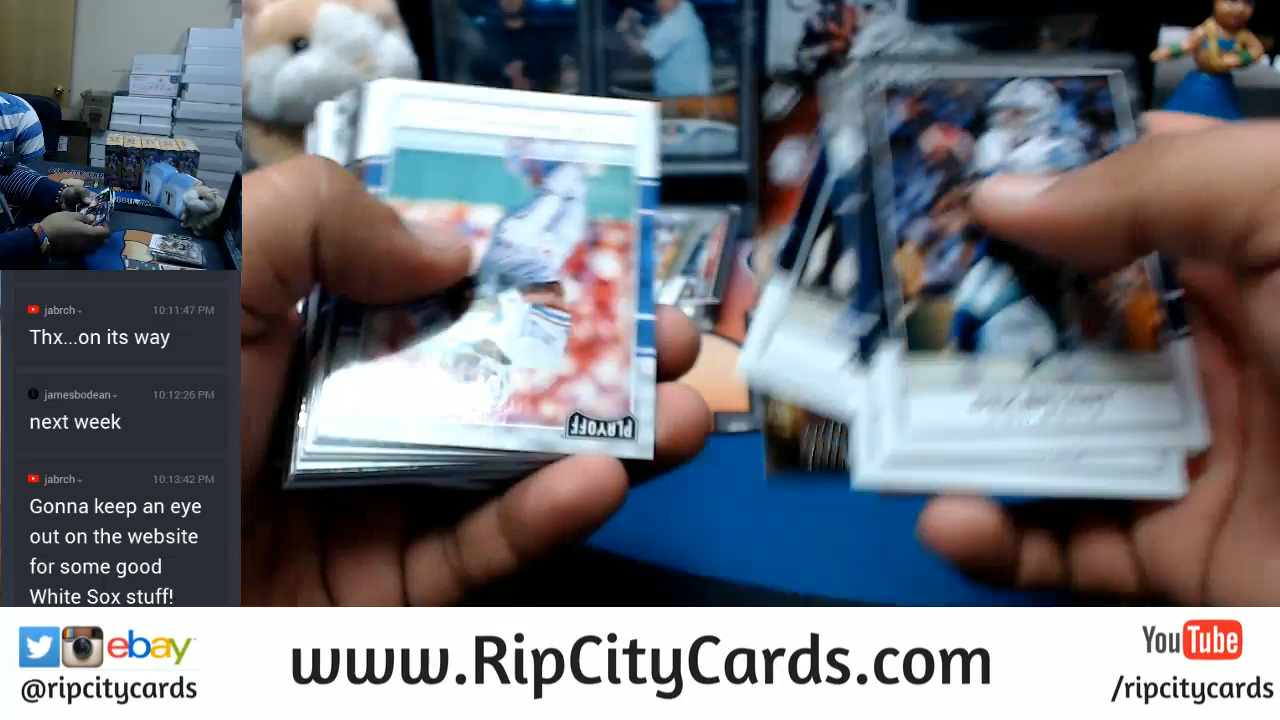 jabrch 10:11:47 PM
Thx...on its way
jamesbodean 10:12:26 PM
next week
jabrch 10:13:42 PM
Gonna keep an eye
out on the website
for some good
White Sox stuff!
PLAYOFF
ebay
@ripcitycards
www.RipCityCards.com
YouTube
/ripcitycards